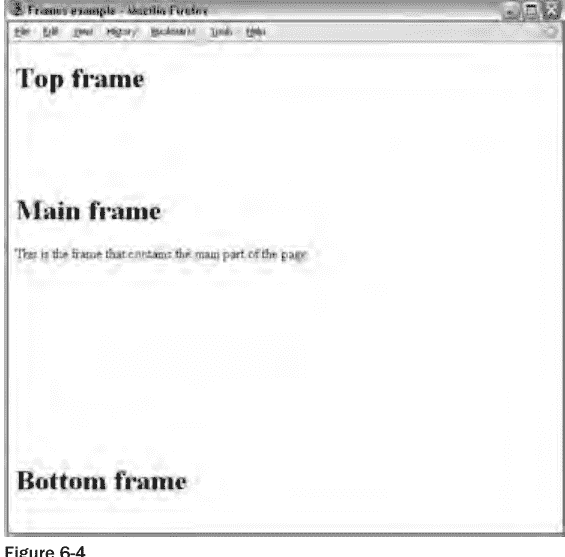 Frames example - Mozilla Firefox
File Edit View History Bookmarks Tools Help
Top frame
Main frame
This is the frame that contains the main part of the page
Bottom frame
Figure 6-4